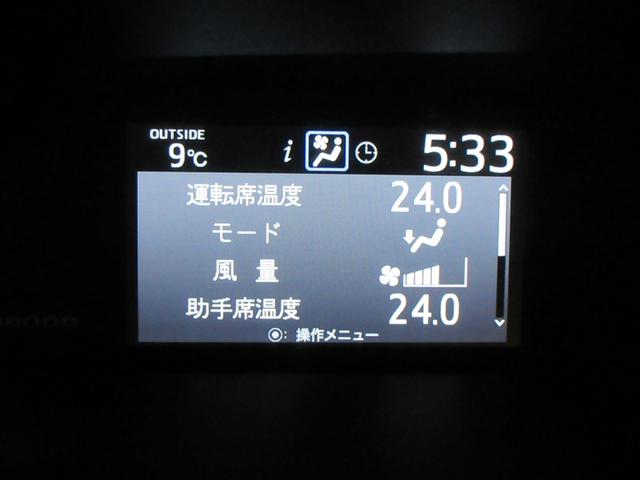 OUTSIDE
9℃
i
5:33
運転席温度 24.0
モード
風量
助手席温度 24.0
◉: 操作メニュー